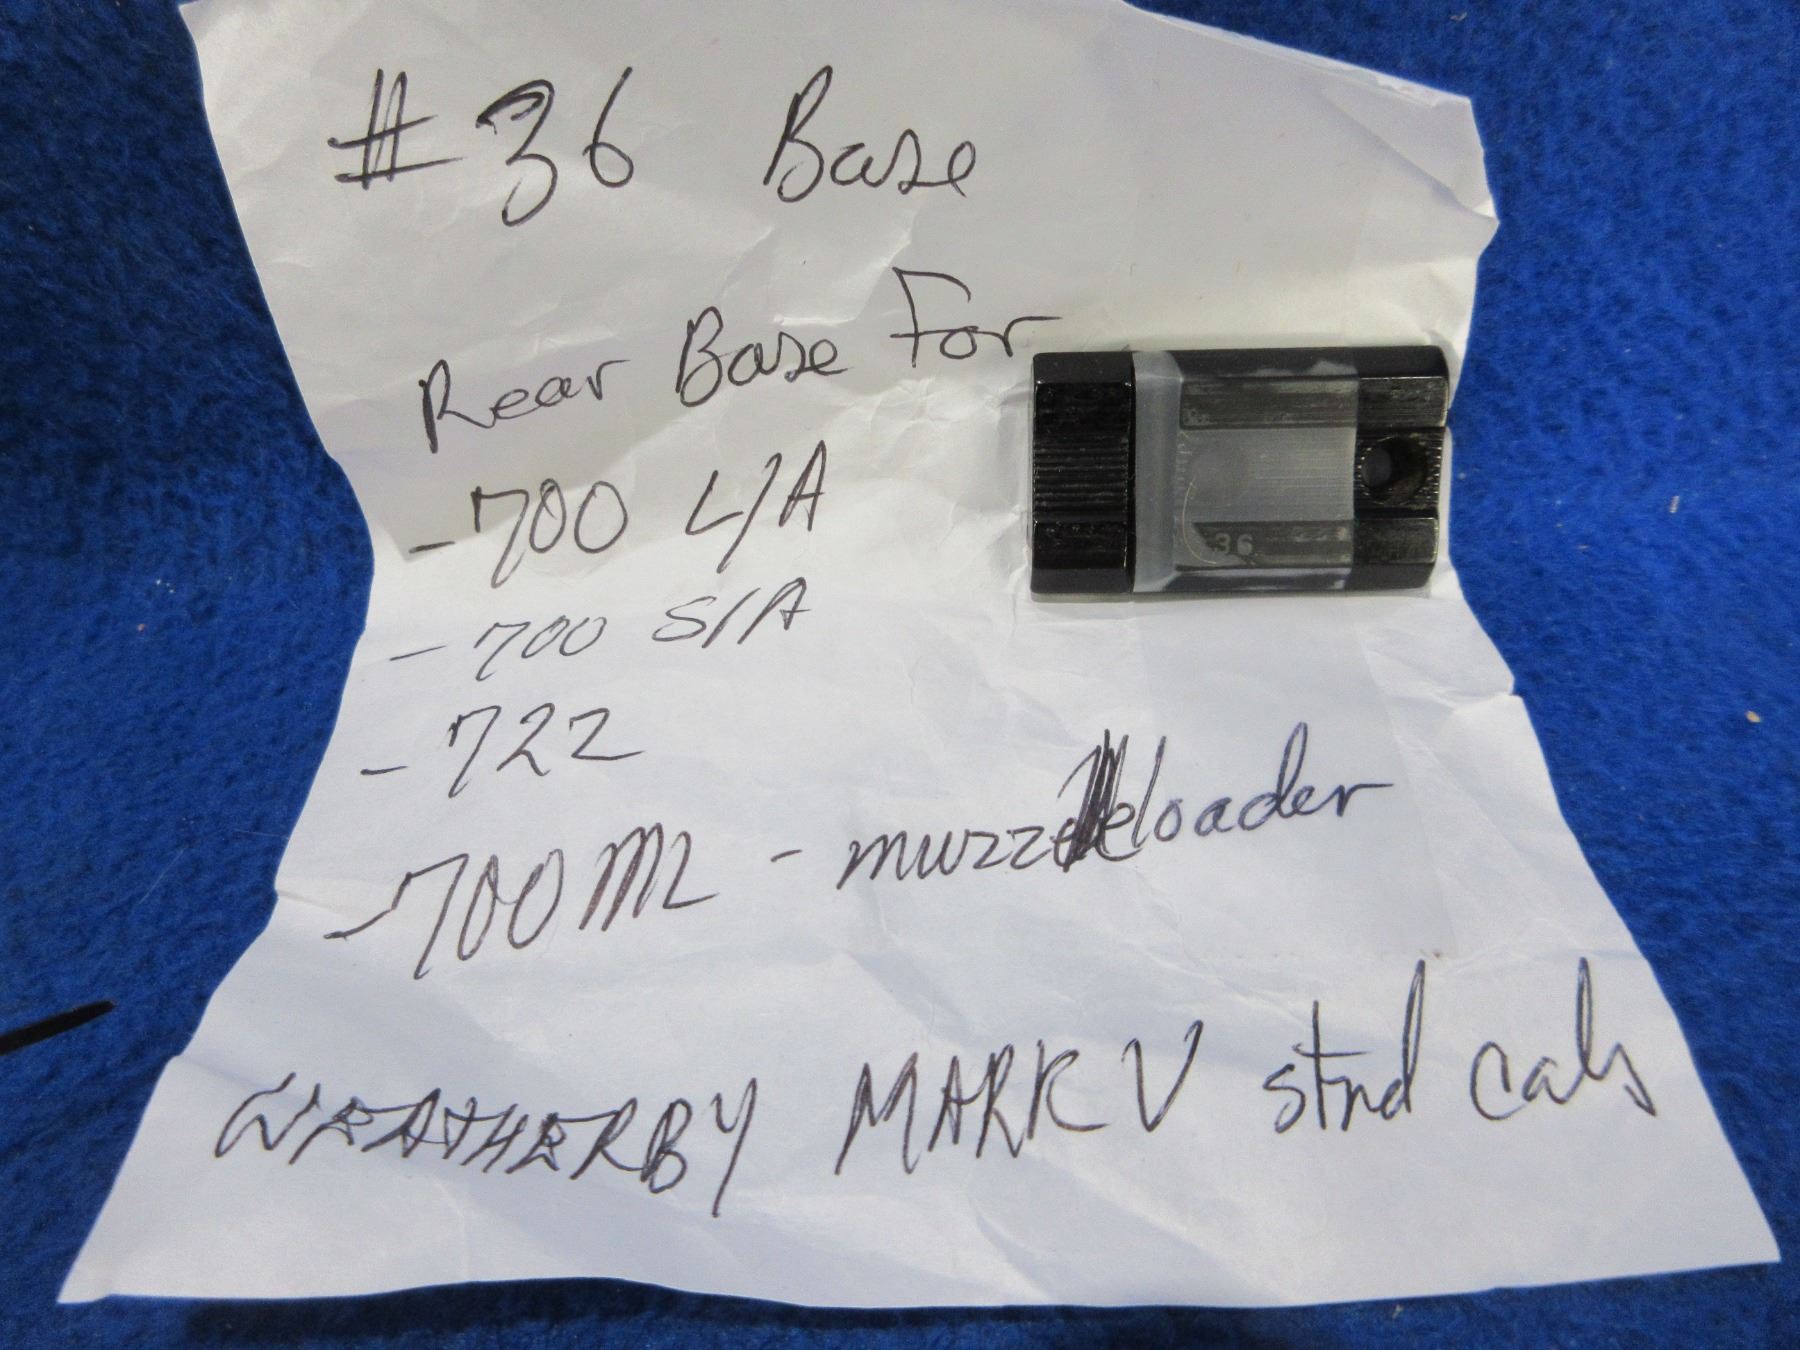 #36 Base
Rear Base For
-700 L/A
-700 S/A
-722
-700 ML - muzzleloader
WEATHERBY MARK V stnd cals
36